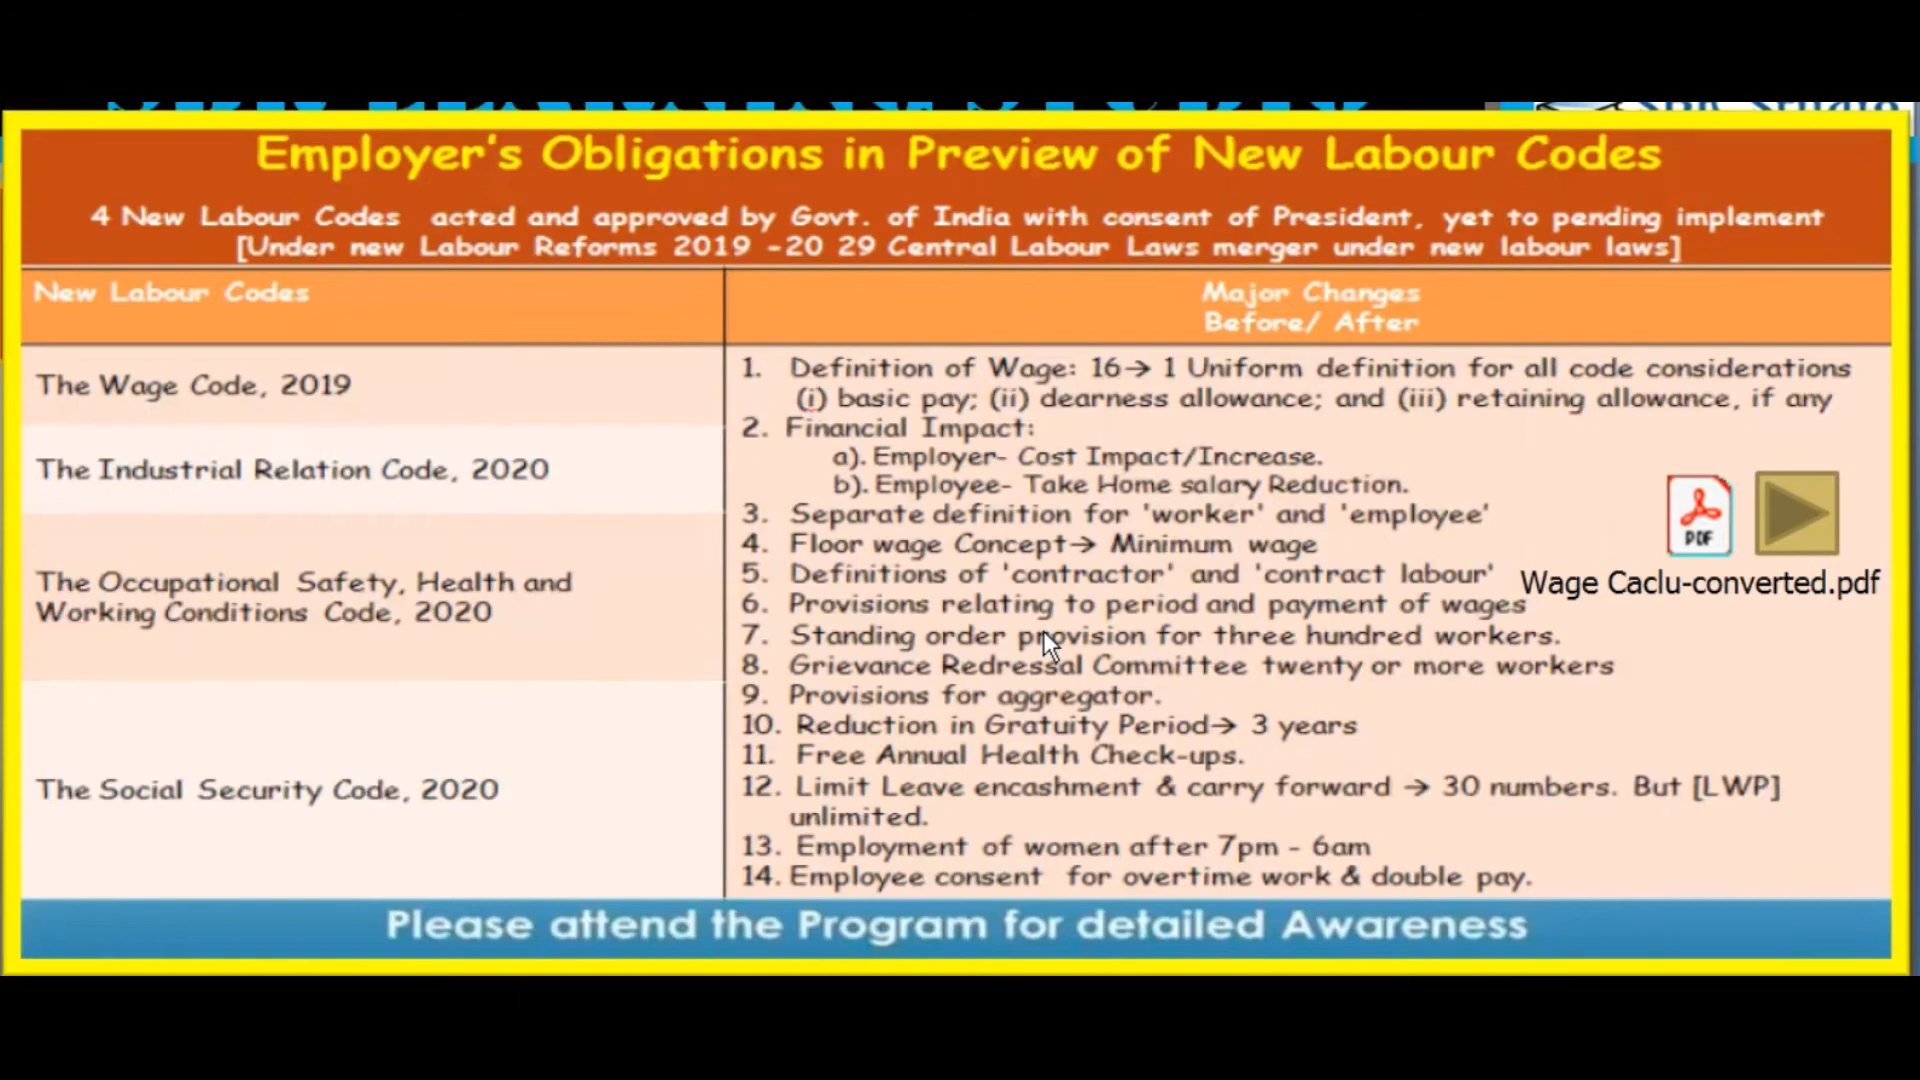 Employer's Obligations in Preview of New Labour Codes
4 New Labour Codes acted and approved by Govt. of India with consent of President, yet to pending implement
[Under new Labour Reforms 2019 -20 29 Central Labour Laws merger under new labour laws]
New Labour Codes
Major Changes
Before/ After
The Wage Code, 2019
The Industrial Relation Code, 2020
The Occupational Safety, Health and
Working Conditions Code, 2020
The Social Security Code, 2020
1. Definition of Wage: 16→ 1 Uniform definition for all code considerations
(i) basic pay; (ii) dearness allowance; and (iii) retaining allowance, if any
2. Financial Impact:
a). Employer- Cost Impact/Increase.
b). Employee- Take Home salary Reduction.
3. Separate definition for 'worker' and 'employee'
4. Floor wage Concept→ Minimum wage
5. Definitions of 'contractor' and 'contract labour'
6. Provisions relating to period and payment of wages
7. Standing order provision for three hundred workers.
8. Grievance Redressal Committee twenty or more workers
9. Provisions for aggregator.
10. Reduction in Gratuity Period→ 3 years
11. Free Annual Health Check-ups.
12. Limit Leave encashment & carry forward → 30 numbers. But [LWP]
unlimited.
13. Employment of women after 7pm - 6am
14. Employee consent for overtime work & double pay.
PDF
Wage Caclu-converted.pdf
Please attend the Program for detailed Awareness